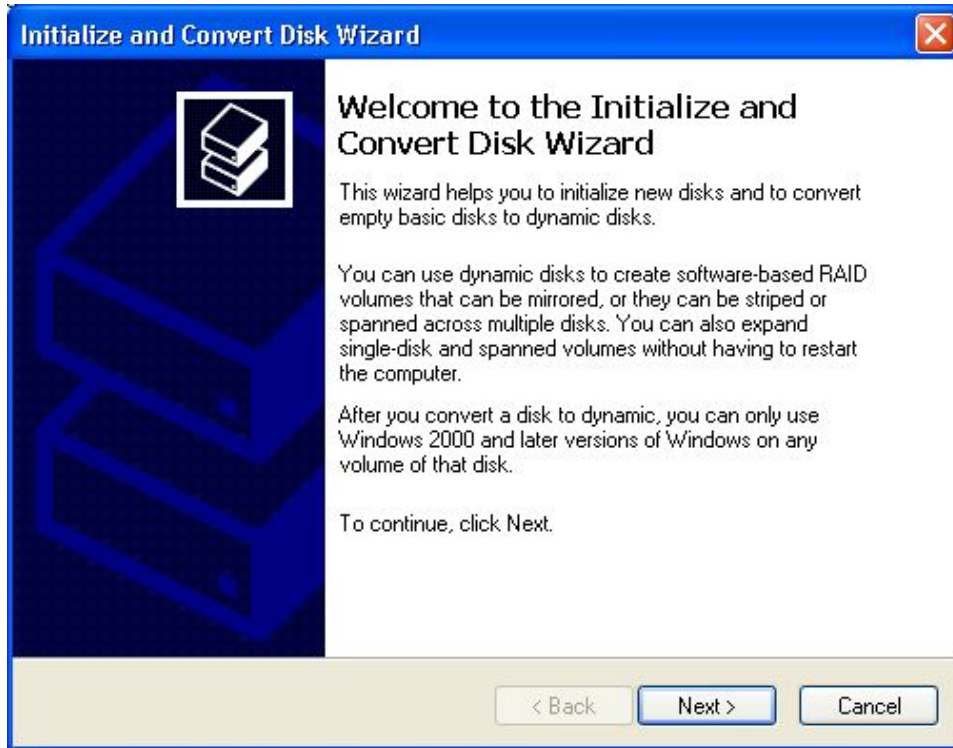 Initialize and Convert Disk Wizard
Welcome to the Initialize and
Convert Disk Wizard
This wizard helps you to initialize new disks and to convert
empty basic disks to dynamic disks.
You can use dynamic disks to create software-based RAID
volumes that can be mirrored, or they can be striped or
spanned across multiple disks. You can also expand
single-disk and spanned volumes without having to restart
the computer.
After you convert a disk to dynamic, you can only use
Windows 2000 and later versions of Windows on any
volume of that disk.
To continue, click Next.
< Back Next > Cancel